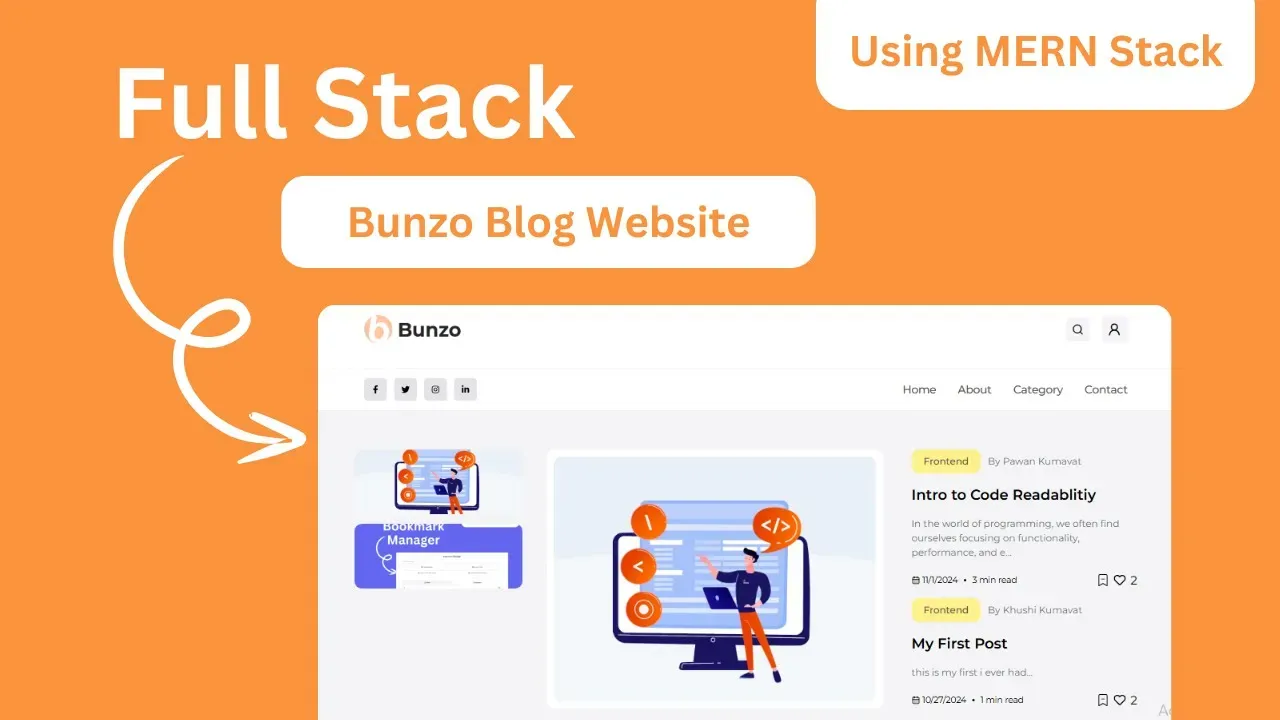 Using MERN Stack
Full Stack
Bunzo Blog Website
Bunzo
Home About Category Contact
Bookmark
Manager
Frontend By Pawan Kumavat
Intro to Code Readablitiy
In the world of programming, we often find
ourselves focusing on functionality,
performance, and e...
11/1/2024 • 3 min read 2
Frontend By Khushi Kumavat
My First Post
this is my first i ever had...
10/27/2024 • 1 min read 2